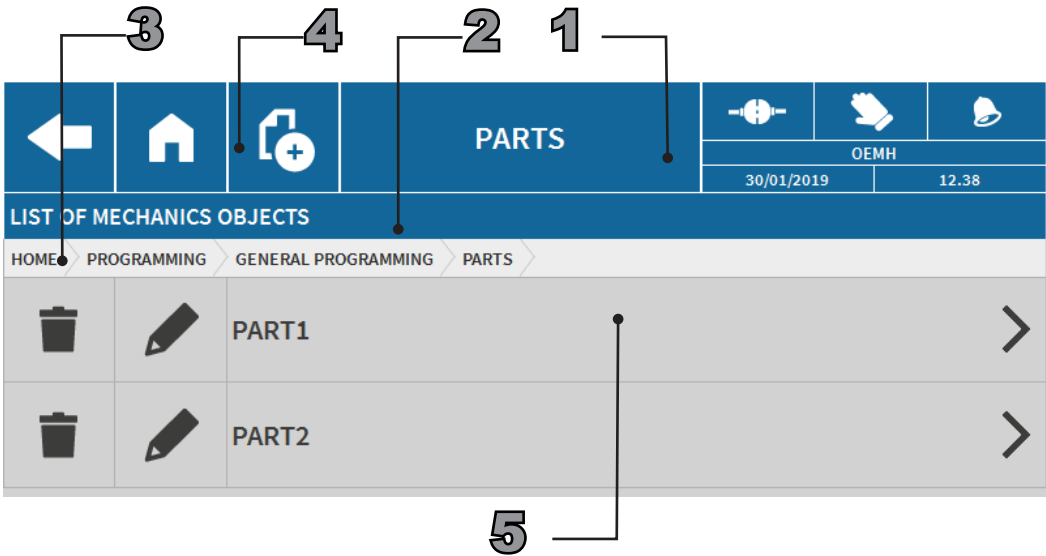 3 4 2 1
PARTS
OEMH
30/01/2019 12.38
LIST OF MECHANICS OBJECTS
HOME PROGRAMMING GENERAL PROGRAMMING PARTS
PART1
PART2
5